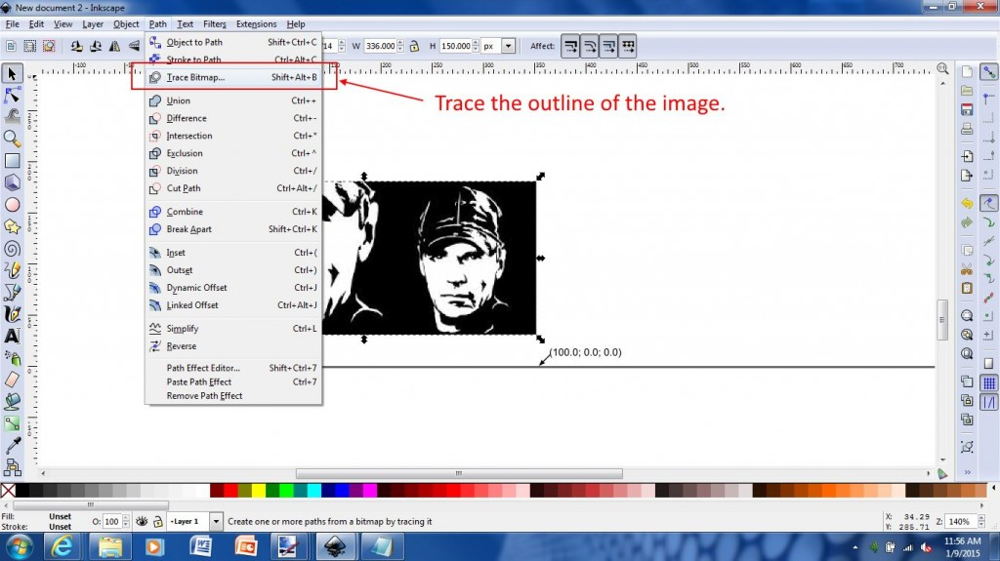 New document 2 - Inkscape
File Edit View Layer Object Path Text Filters Extensions Help
14 W 336.000 H 150.000 px Affect:
Object to Path Shift+Ctrl+C
Stroke to Path Ctrl+Alt+C
Trace Bitmap... Shift+Alt+B
Trace the outline of the image.
Union Ctrl++
Difference Ctrl+-
Intersection Ctrl+*
Exclusion Ctrl+^
Division Ctrl+/
Cut Path Ctrl+Alt+/
Combine Ctrl+K
Break Apart Shift+Ctrl+K
Inset Ctrl+(
Outset Ctrl+)
Dynamic Offset Ctrl+J
Linked Offset Ctrl+Alt+J
Simplify Ctrl+L
Reverse
(100.0; 0.0; 0.0)
Path Effect Editor... Shift+Ctrl+7
Paste Path Effect Ctrl+7
Remove Path Effect
Fill: Unset
Stroke: Unset
O: 100
Layer 1
Create one or more paths from a bitmap by tracing it
X: 34.29
Y: 285.71
Z: 140%
11:56 AM
1/9/2015